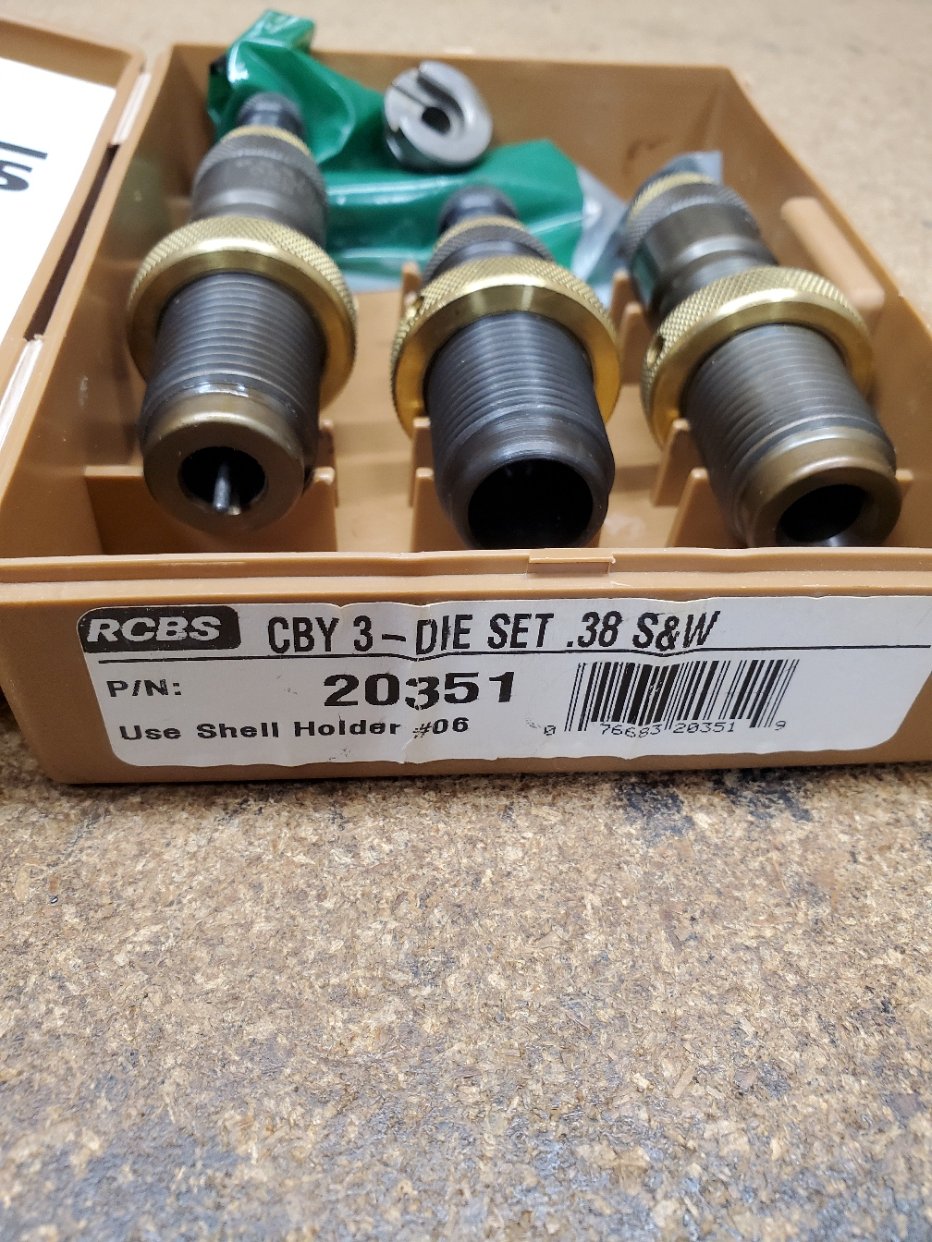 RCBS CBY 3-DIE SET .38 S&W
P/N: 20351
Use Shell Holder #06
0 76683 20351 9